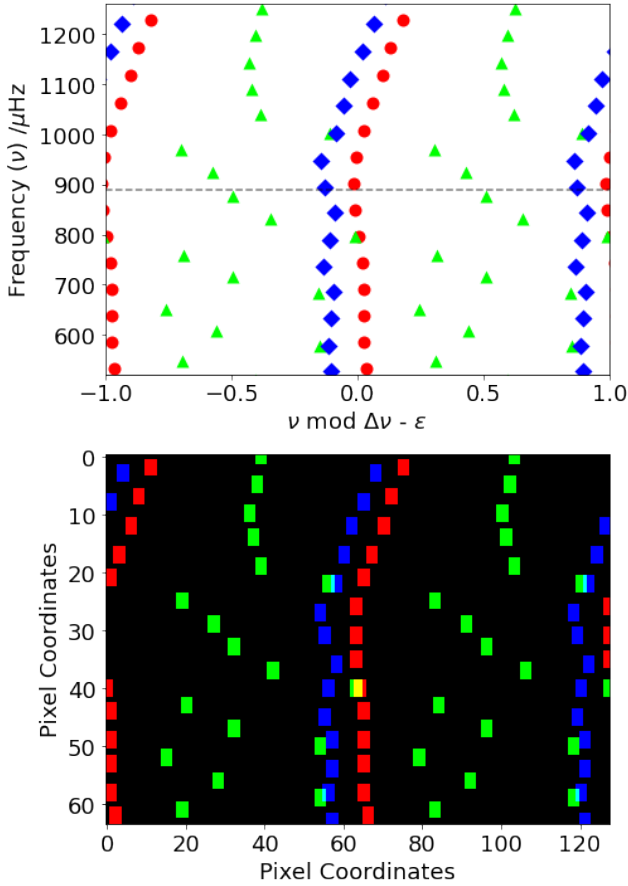 1200
1100
1000
900
800
700
600
Frequency (ν) /μHz
−1.0 −0.5 0.0 0.5 1.0
ν mod Δν - ε
0
10
20
30
40
50
60
Pixel Coordinates
0 20 40 60 80 100 120
Pixel Coordinates